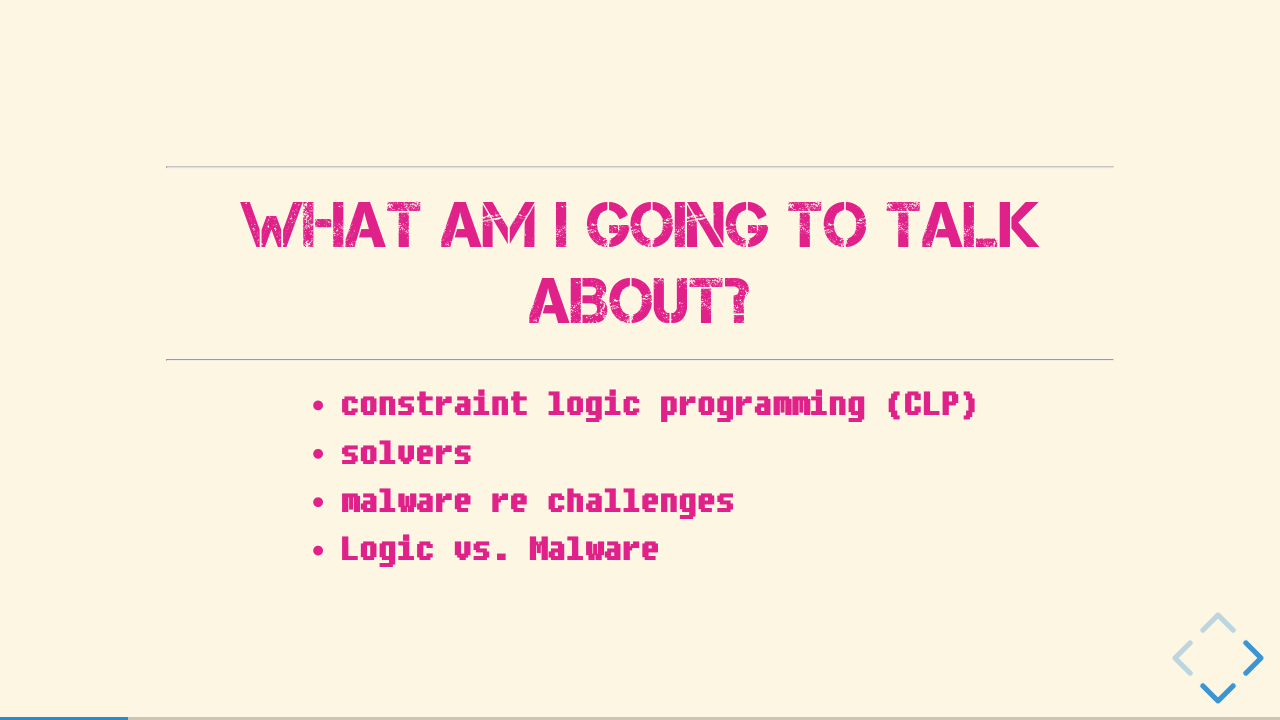 WHAT AM I GOING TO TALK
ABOUT?
• constraint logic programming (CLP)
• solvers
• malware re challenges
• Logic vs. Malware